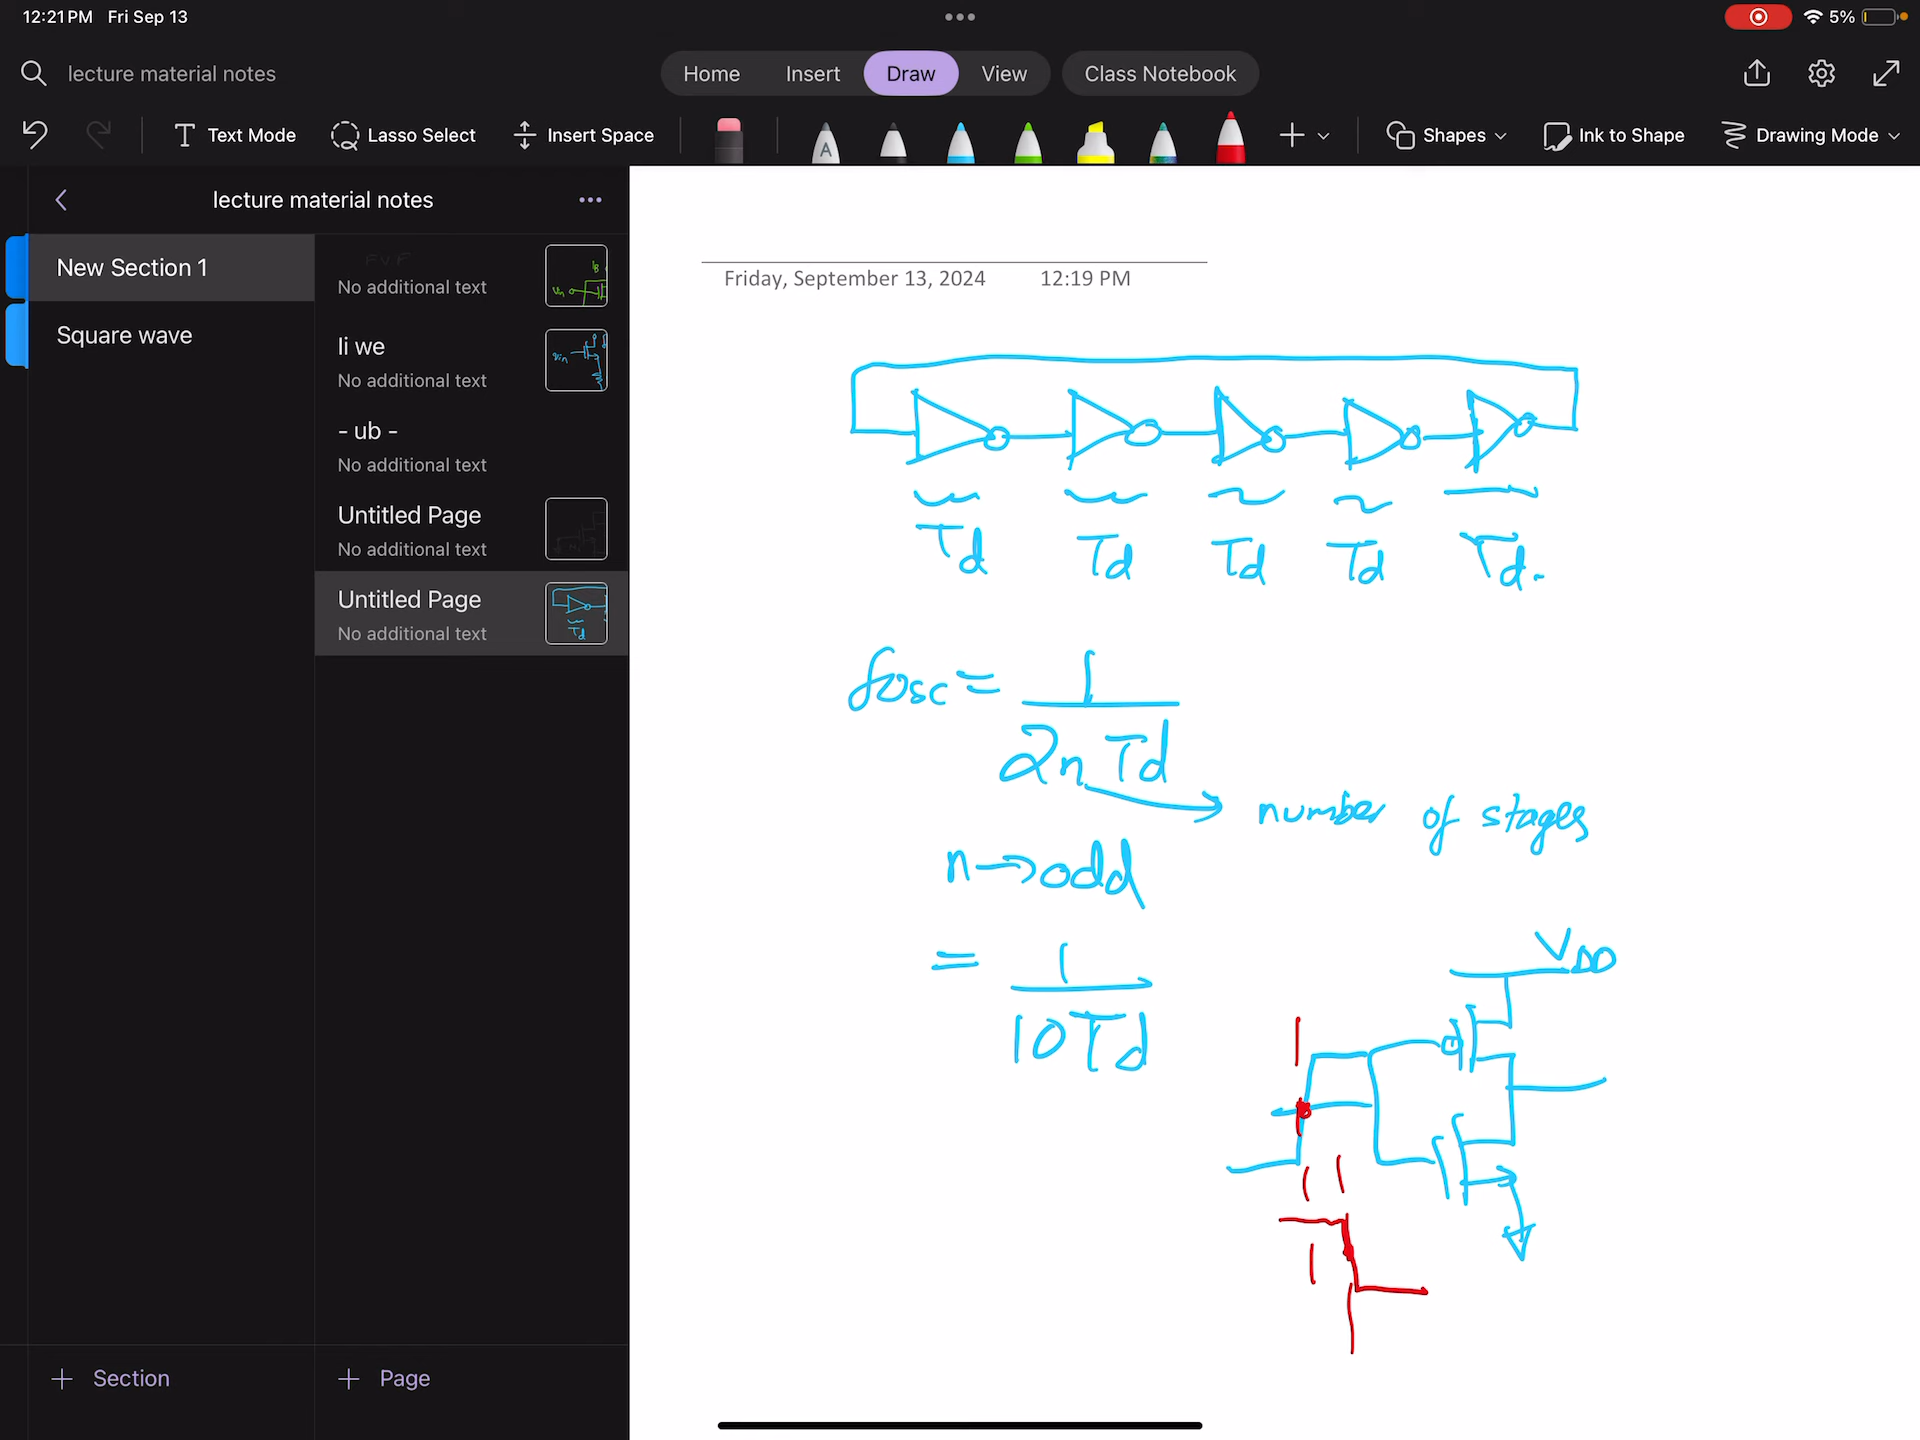 12:21 PM Fri Sep 13
5%
lecture material notes
Home Insert Draw View Class Notebook
Text Mode Lasso Select Insert Space
A
Shapes Ink to Shape Drawing Mode
lecture material notes
New Section 1
Square wave
FVF
No additional text
li we
No additional text
- ub -
No additional text
Untitled Page
No additional text
Untitled Page
No additional text
Section
Page
Friday, September 13, 2024 12:19 PM
Td Td Td Td Td.
fosc = 1
2n Td
number of stages
n → odd
= 1
10Td
VDD